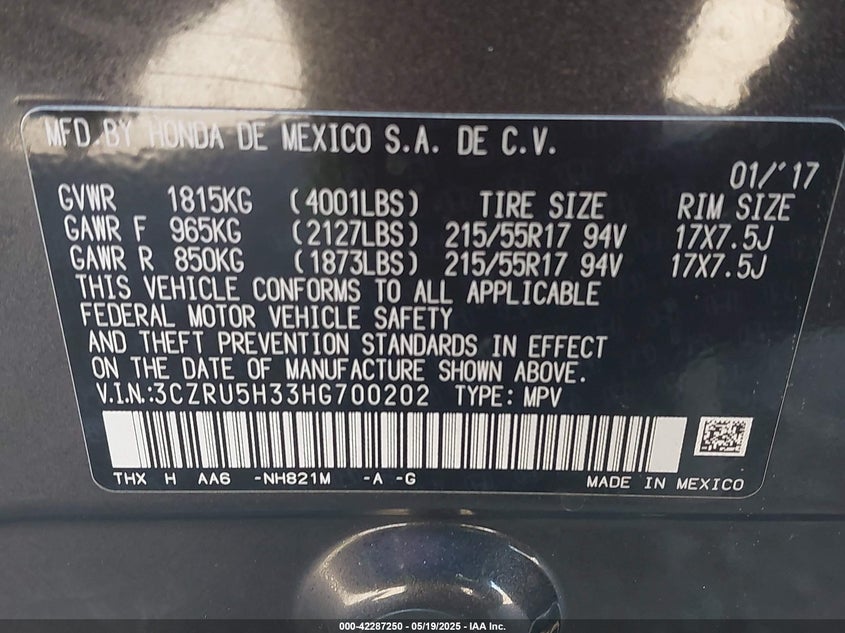 MFD. BY HONDA DE MEXICO S.A. DE C.V.
01/'17
GVWR 1815KG (4001LBS) TIRE SIZE RIM SIZE
GAWR F 965KG (2127LBS) 215/55R17 94V 17X7.5J
GAWR R 850KG (1873LBS) 215/55R17 94V 17X7.5J
THIS VEHICLE CONFORMS TO ALL APPLICABLE
FEDERAL MOTOR VEHICLE SAFETY
AND THEFT PREVENTION STANDARDS IN EFFECT
ON THE DATE OF MANUFACTURE SHOWN ABOVE.
V.I.N.:3CZRU5H33HG700202 TYPE: MPV
THX H AA6 -NH821M -A -G MADE IN MEXICO
000-42287250 - 05/19/2025 - IAA Inc.